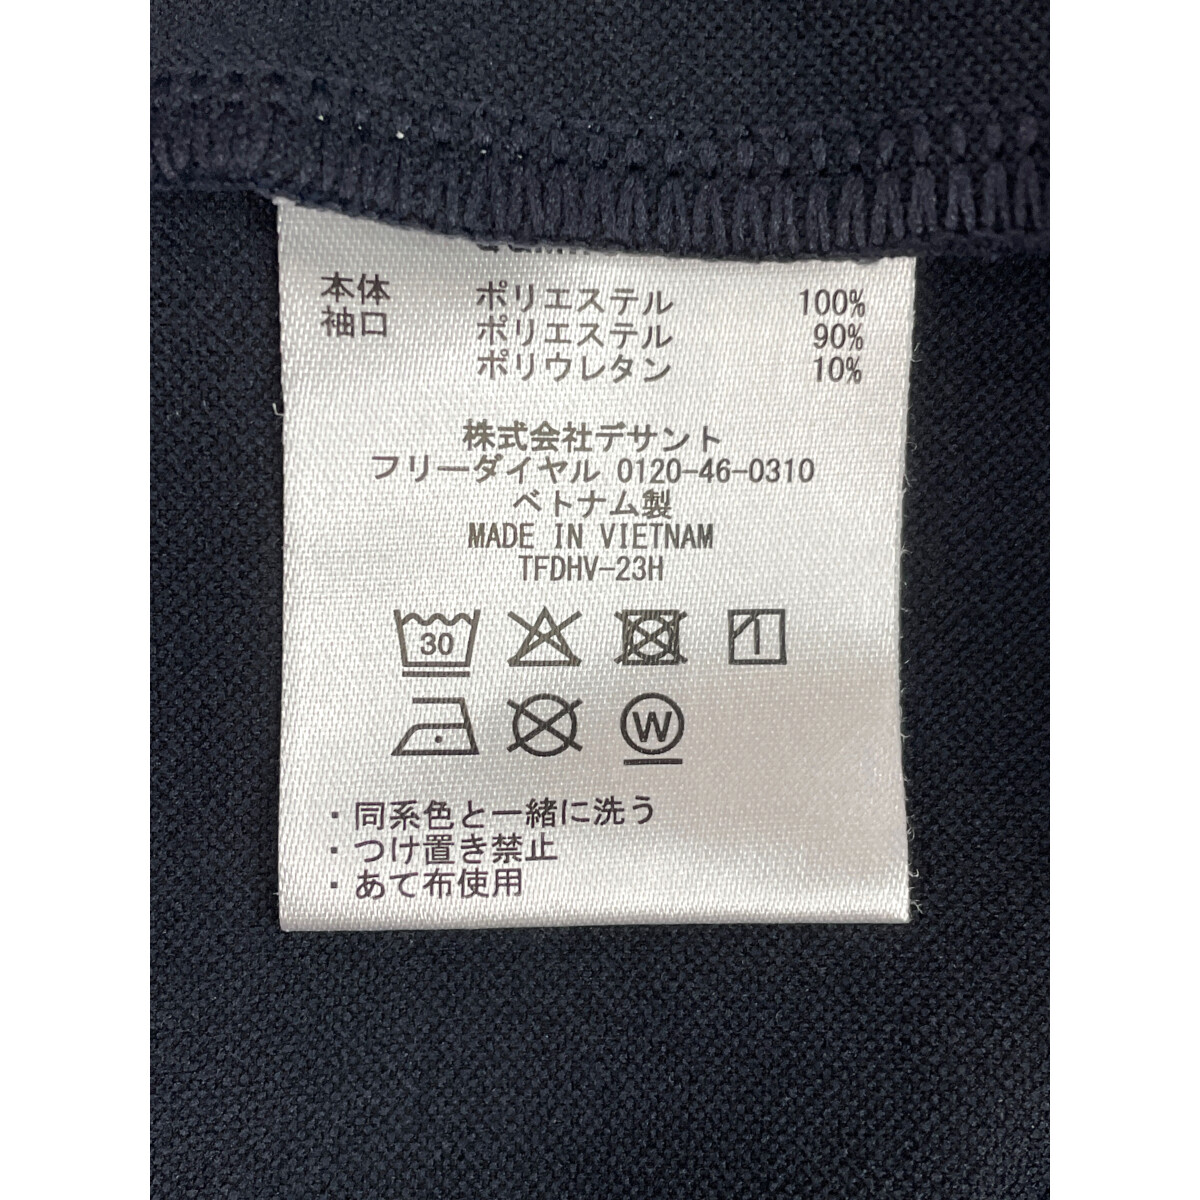 本体 ポリエステル 100%
袖口 ポリエステル 90%
ポリウレタン 10%
株式会社デサント
フリーダイヤル 0120-46-0310
ベトナム製
MADE IN VIETNAM
TFDHV-23H
30
W
・同系色と一緒に洗う
・つけ置き禁止
・あて布使用